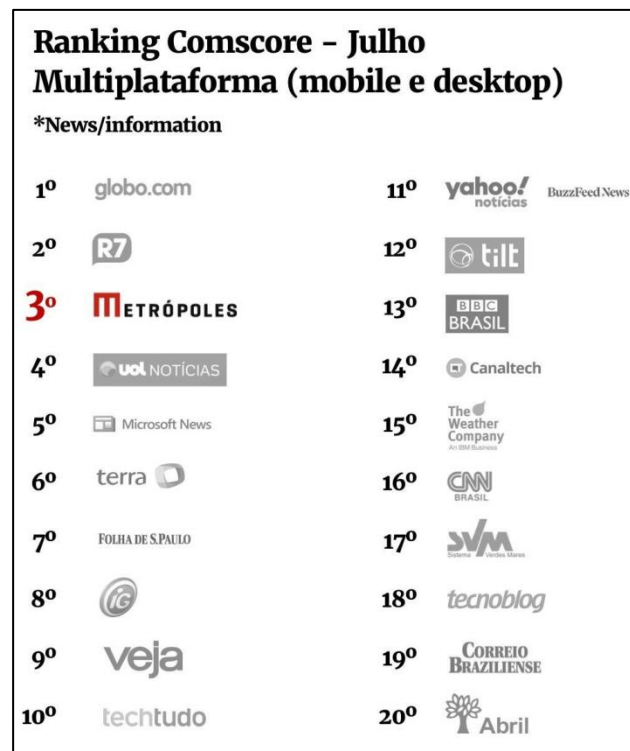 Ranking Comscore - Julho
Multiplataforma (mobile e desktop)
*News/information
1º globo.com
2º R7
3º METRÓPOLES
4º uol NOTÍCIAS
5º Microsoft News
6º terra
7º FOLHA DE S.PAULO
8º iG
9º veja
10º techtudo
11º yahoo! notícias BuzzFeed News
12º tilt
13º BBC BRASIL
14º Canaltech
15º The Weather Company An IBM Business
16º CNN BRASIL
17º SVM Sistema Verdes Mares
18º tecnoblog
19º CORREIO BRAZILIENSE
20º Abril